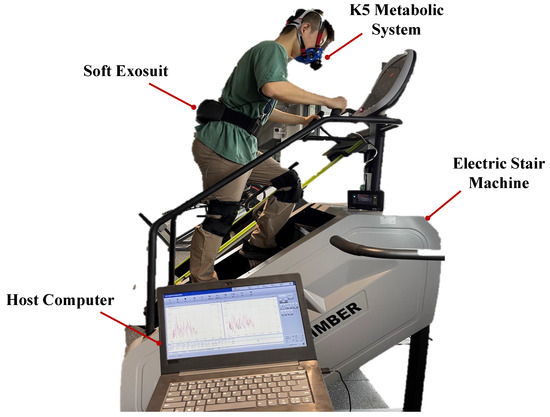 K5 Metabolic
System
Soft Exosuit
Electric Stair
Machine
Host Computer
IMBER